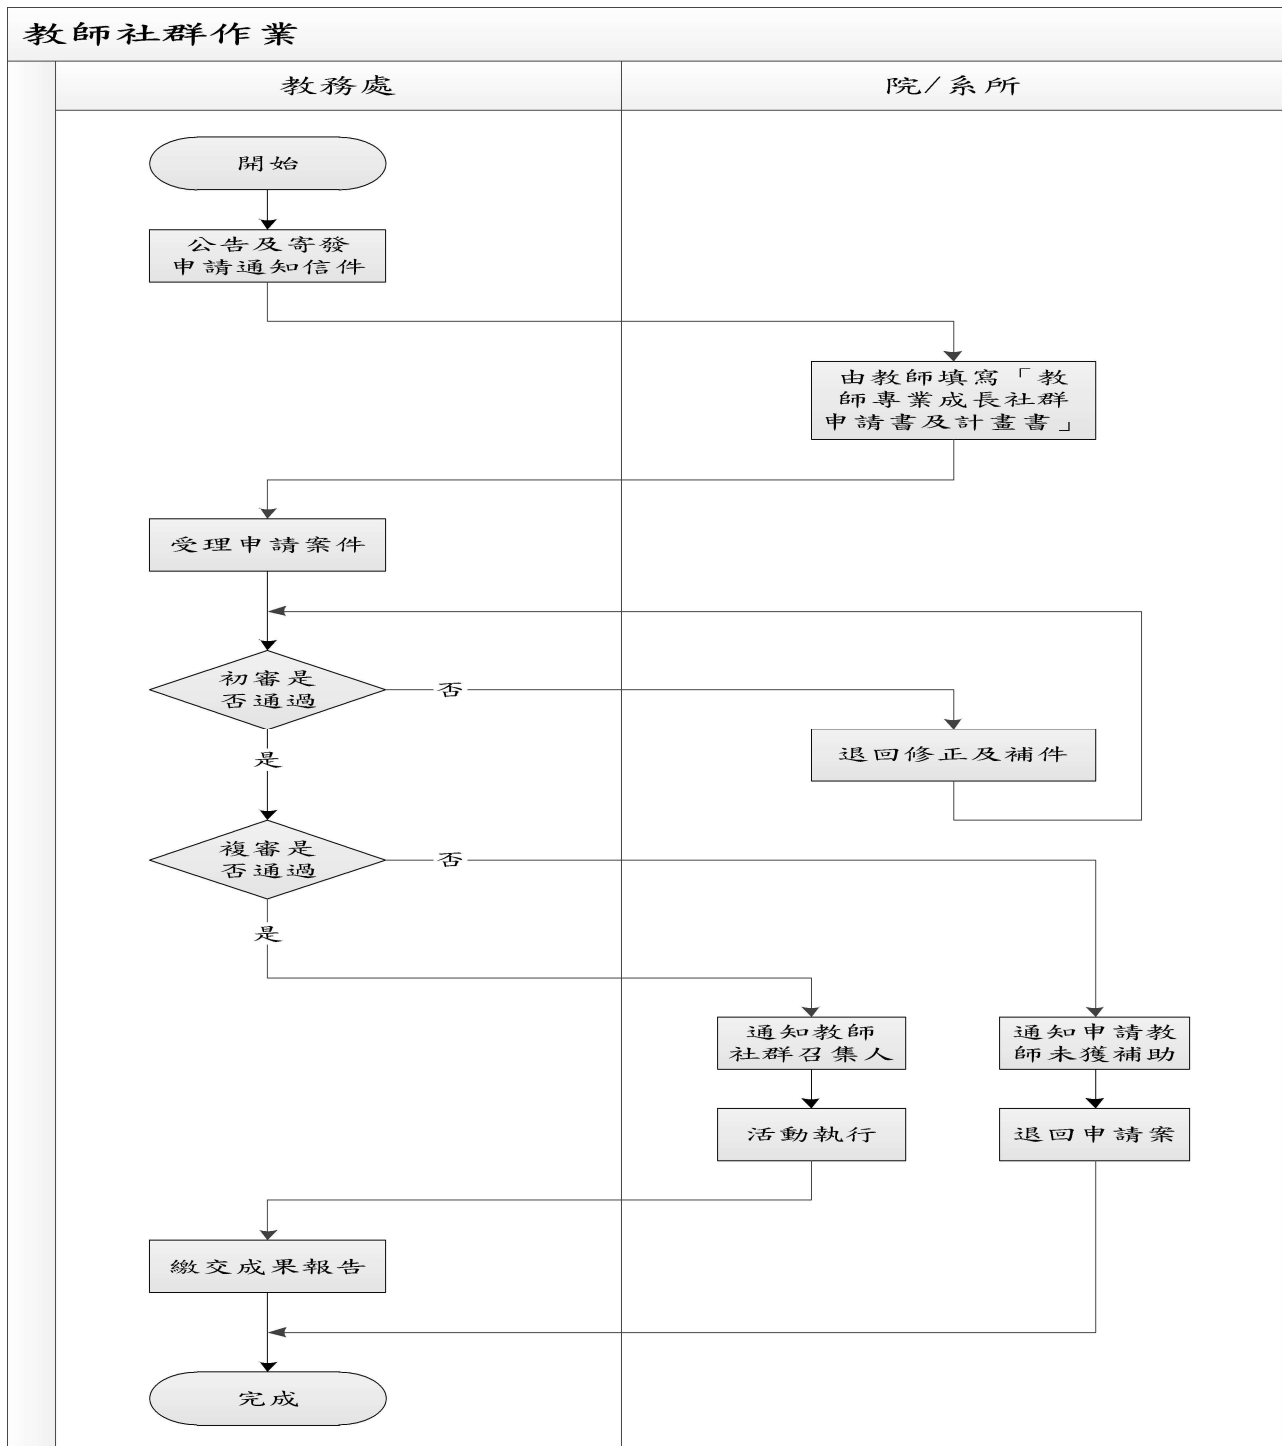 教師社群作業
教務處
院/系所
開始
公告及寄發
申請通知信件
由教師填寫「教
師專業成長社群
申請書及計畫書」
受理申請案件
初審是
否通過
否
退回修正及補件
是
複審是
否通過
否
是
通知教師
社群召集人
通知申請教
師未獲補助
活動執行
退回申請案
繳交成果報告
完成